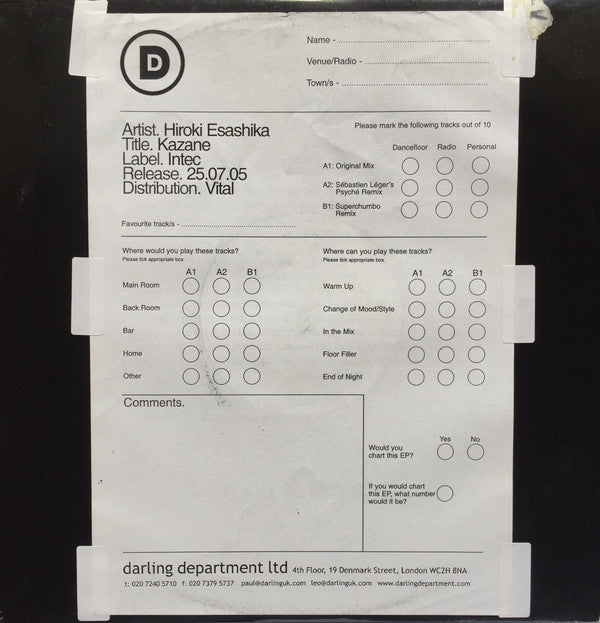 D
Name - 
Venue/Radio - 
Town/s - 
Artist. Hiroki Esashika
Title. Kazane
Label. Intec
Release. 25.07.05
Distribution. Vital
Favourite track/s - 
Please mark the following tracks out of 10
Dancefloor Radio Personal
A1: Original Mix
A2: Sébastien Léger's
Psyché Remix
B1: Superchumbo
Remix
Where would you play these tracks?
Please tick appropriate box.
A1 A2 B1
Main Room
Back Room
Bar
Home
Other
Where can you play these tracks?
Please tick appropriate box.
A1 A2 B1
Warm Up
Change of Mood/Style
In the Mix
Floor Filler
End of Night
Comments.
Yes No
Would you
chart this EP?
If you would chart
this EP, what number
would it be?
darling department ltd 4th Floor, 19 Denmark Street, London WC2H 8NA
t: 020 7240 5710 f: 020 7379 5737 paul@darlinguk.com leo@darlinguk.com www.darlingdepartment.com